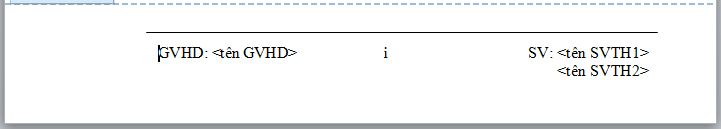 GVHD: <tên GVHD> i SV: <tên SVTH1>
<tên SVTH2>